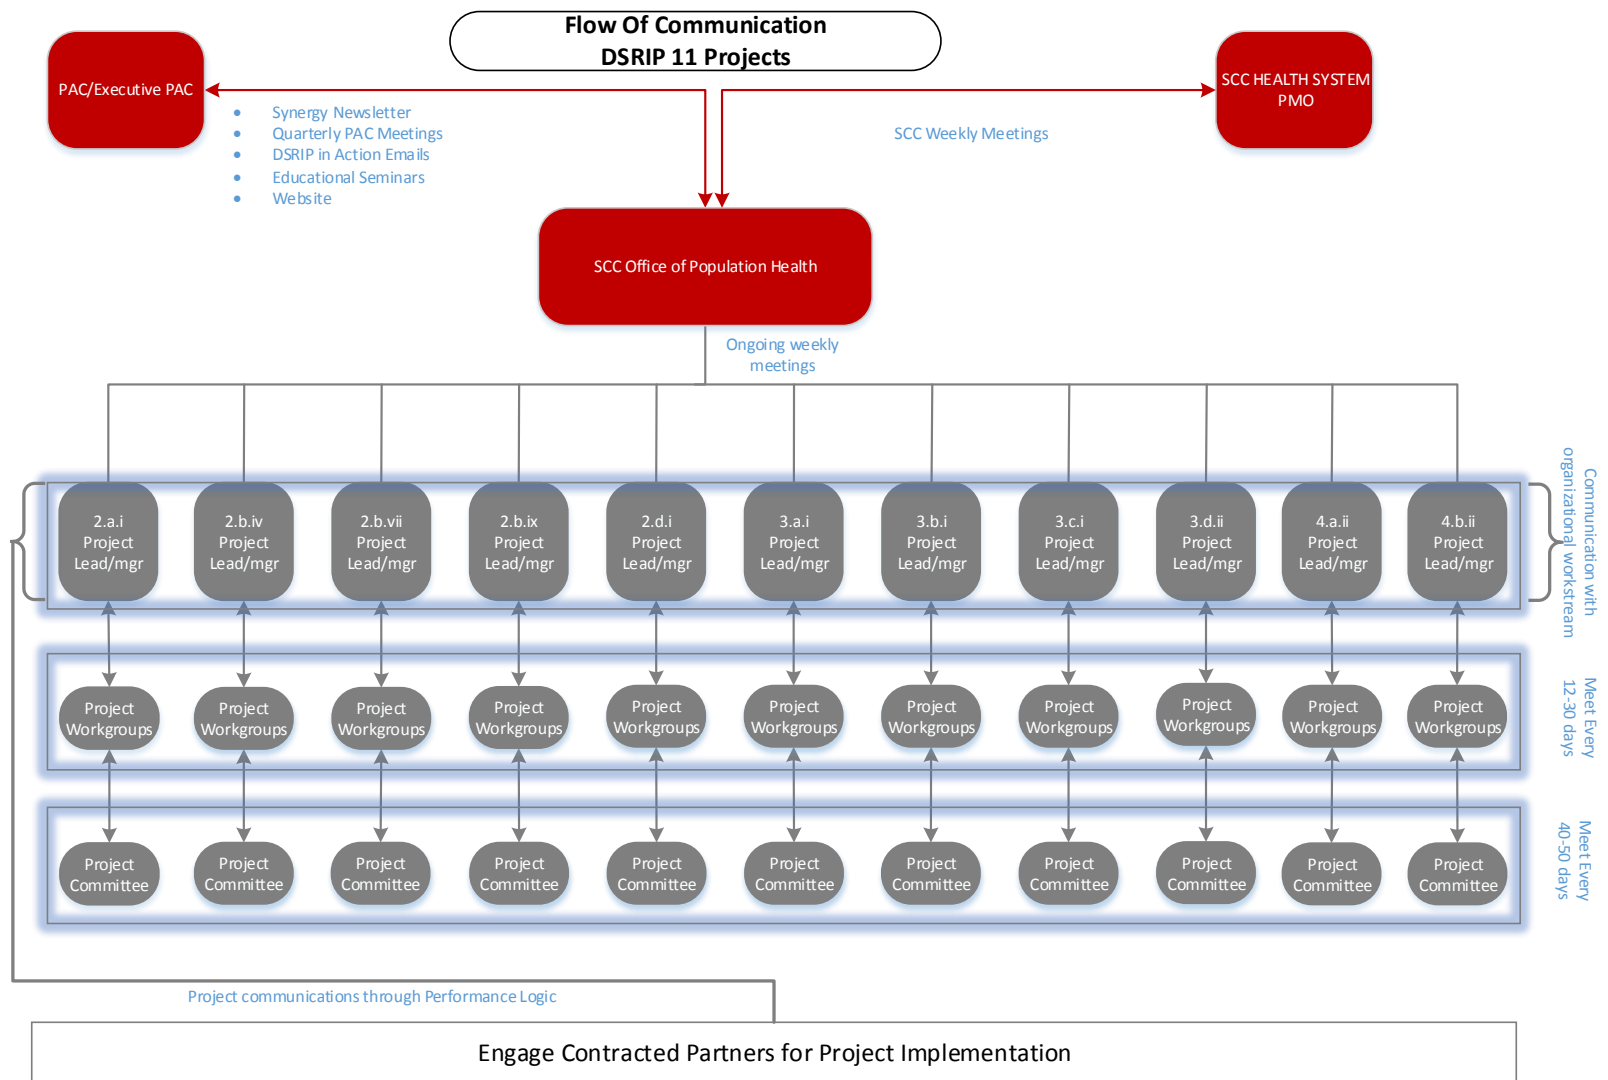 Flow Of Communication
DSRIP 11 Projects
PAC/Executive PAC
SCC HEALTH SYSTEM
PMO
• Synergy Newsletter
• Quarterly PAC Meetings
• DSRIP in Action Emails
• Educational Seminars
• Website
SCC Weekly Meetings
SCC Office of Population Health
Ongoing weekly
meetings
2.a.i
Project
Lead/mgr
2.b.iv
Project
Lead/mgr
2.b.vii
Project
Lead/mgr
2.b.ix
Project
Lead/mgr
2.d.i
Project
Lead/mgr
3.a.i
Project
Lead/mgr
3.b.i
Project
Lead/mgr
3.c.i
Project
Lead/mgr
3.d.ii
Project
Lead/mgr
4.a.ii
Project
Lead/mgr
4.b.ii
Project
Lead/mgr
Communication with
organizational workstream
Project
Workgroups
Project
Workgroups
Project
Workgroups
Project
Workgroups
Project
Workgroups
Project
Workgroups
Project
Workgroups
Project
Workgroups
Project
Workgroups
Project
Workgroups
Project
Workgroups
Meet Every
12-30 days
Project
Committee
Project
Committee
Project
Committee
Project
Committee
Project
Committee
Project
Committee
Project
Committee
Project
Committee
Project
Committee
Project
Committee
Project
Committee
Meet Every
40-50 days
Project communications through Performance Logic
Engage Contracted Partners for Project Implementation